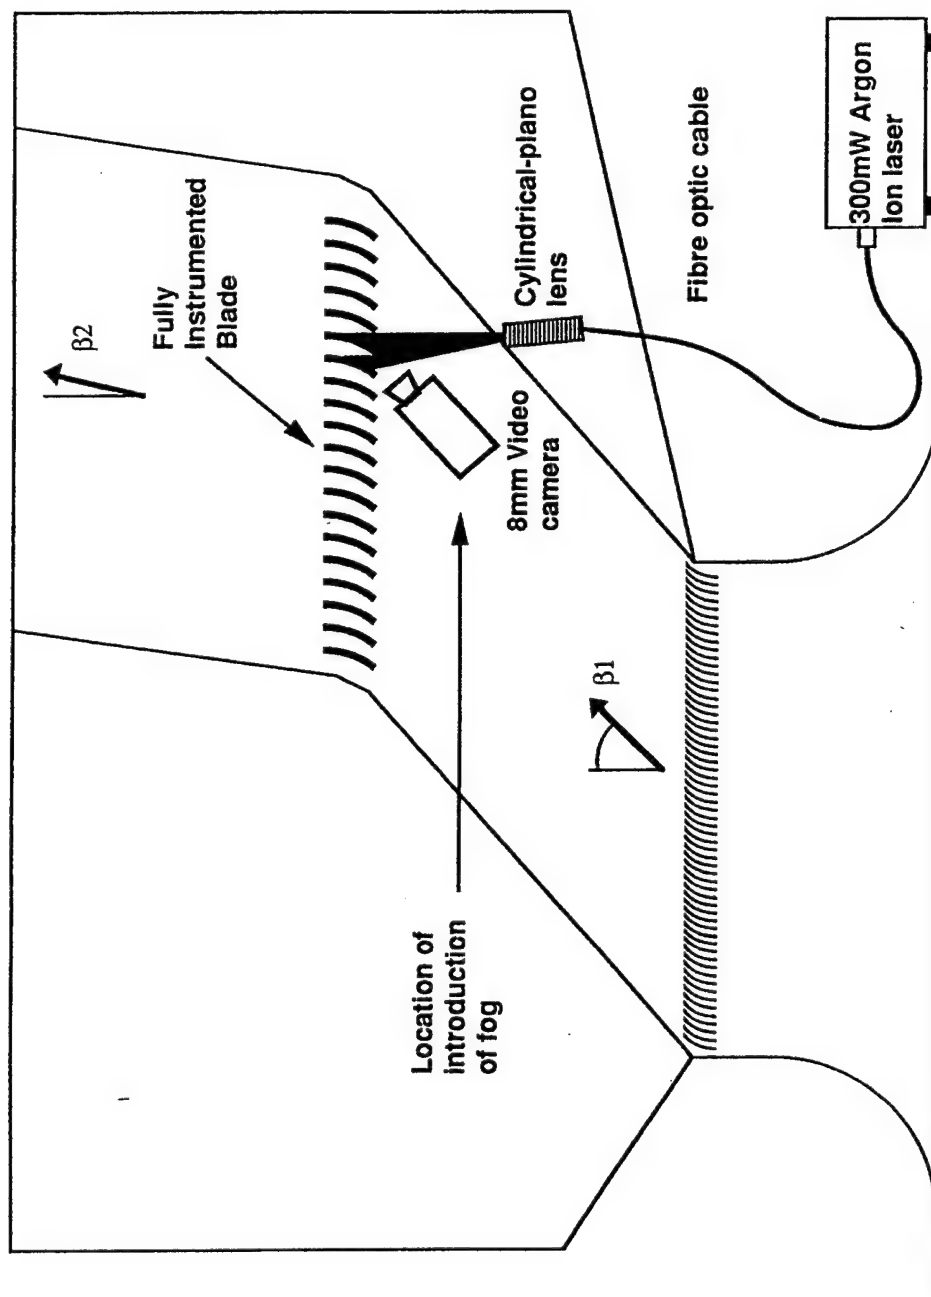 β2
Fully
Instrumented
Blade
Cylindrical-plano
lens
Fibre optic cable
300mW Argon
Ion laser
8mm Video
camera
β1
Location of
introduction
of fog